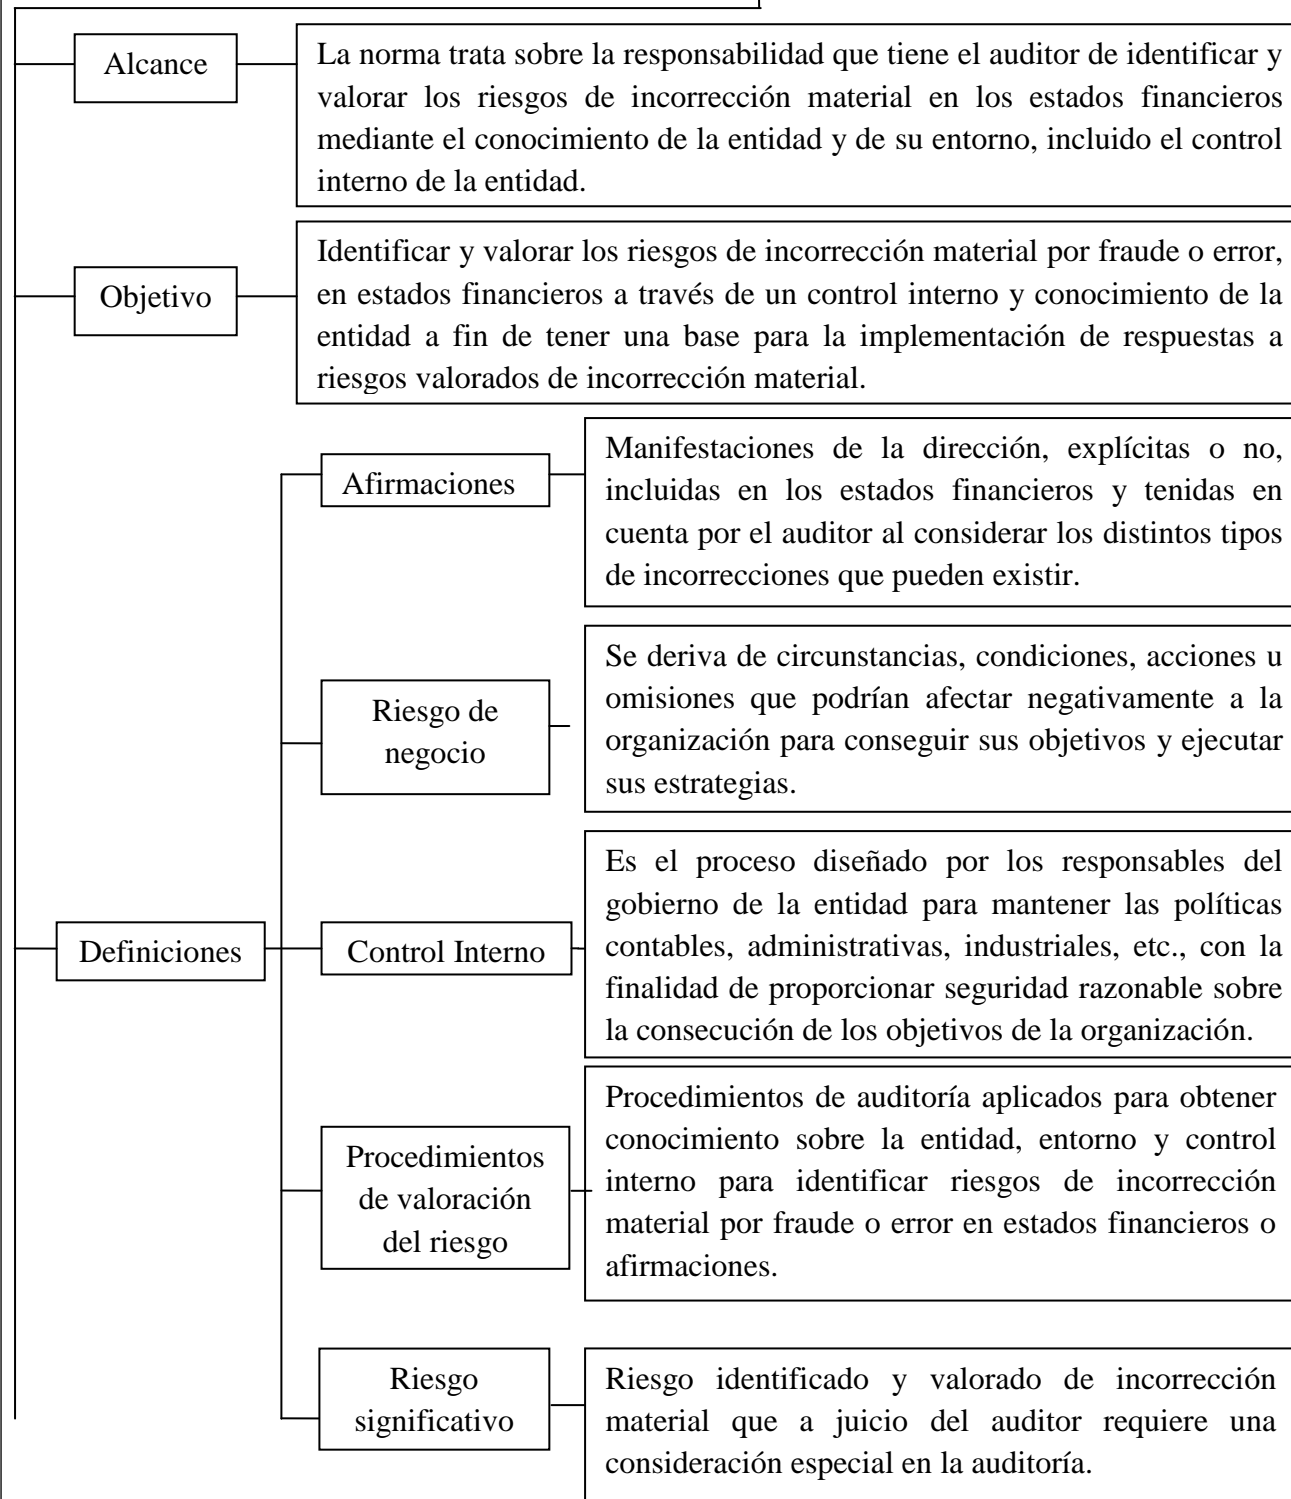 Alcance
La norma trata sobre la responsabilidad que tiene el auditor de identificar y
valorar los riesgos de incorrección material en los estados financieros
mediante el conocimiento de la entidad y de su entorno, incluido el control
interno de la entidad.
Objetivo
Identificar y valorar los riesgos de incorrección material por fraude o error,
en estados financieros a través de un control interno y conocimiento de la
entidad a fin de tener una base para la implementación de respuestas a
riesgos valorados de incorrección material.
Definiciones
Afirmaciones
Manifestaciones de la dirección, explícitas o no,
incluidas en los estados financieros y tenidas en
cuenta por el auditor al considerar los distintos tipos
de incorrecciones que pueden existir.
Riesgo de
negocio
Se deriva de circunstancias, condiciones, acciones u
omisiones que podrían afectar negativamente a la
organización para conseguir sus objetivos y ejecutar
sus estrategias.
Control Interno
Es el proceso diseñado por los responsables del
gobierno de la entidad para mantener las políticas
contables, administrativas, industriales, etc., con la
finalidad de proporcionar seguridad razonable sobre
la consecución de los objetivos de la organización.
Procedimientos
de valoración
del riesgo
Procedimientos de auditoría aplicados para obtener
conocimiento sobre la entidad, entorno y control
interno para identificar riesgos de incorrección
material por fraude o error en estados financieros o
afirmaciones.
Riesgo
significativo
Riesgo identificado y valorado de incorrección
material que a juicio del auditor requiere una
consideración especial en la auditoría.